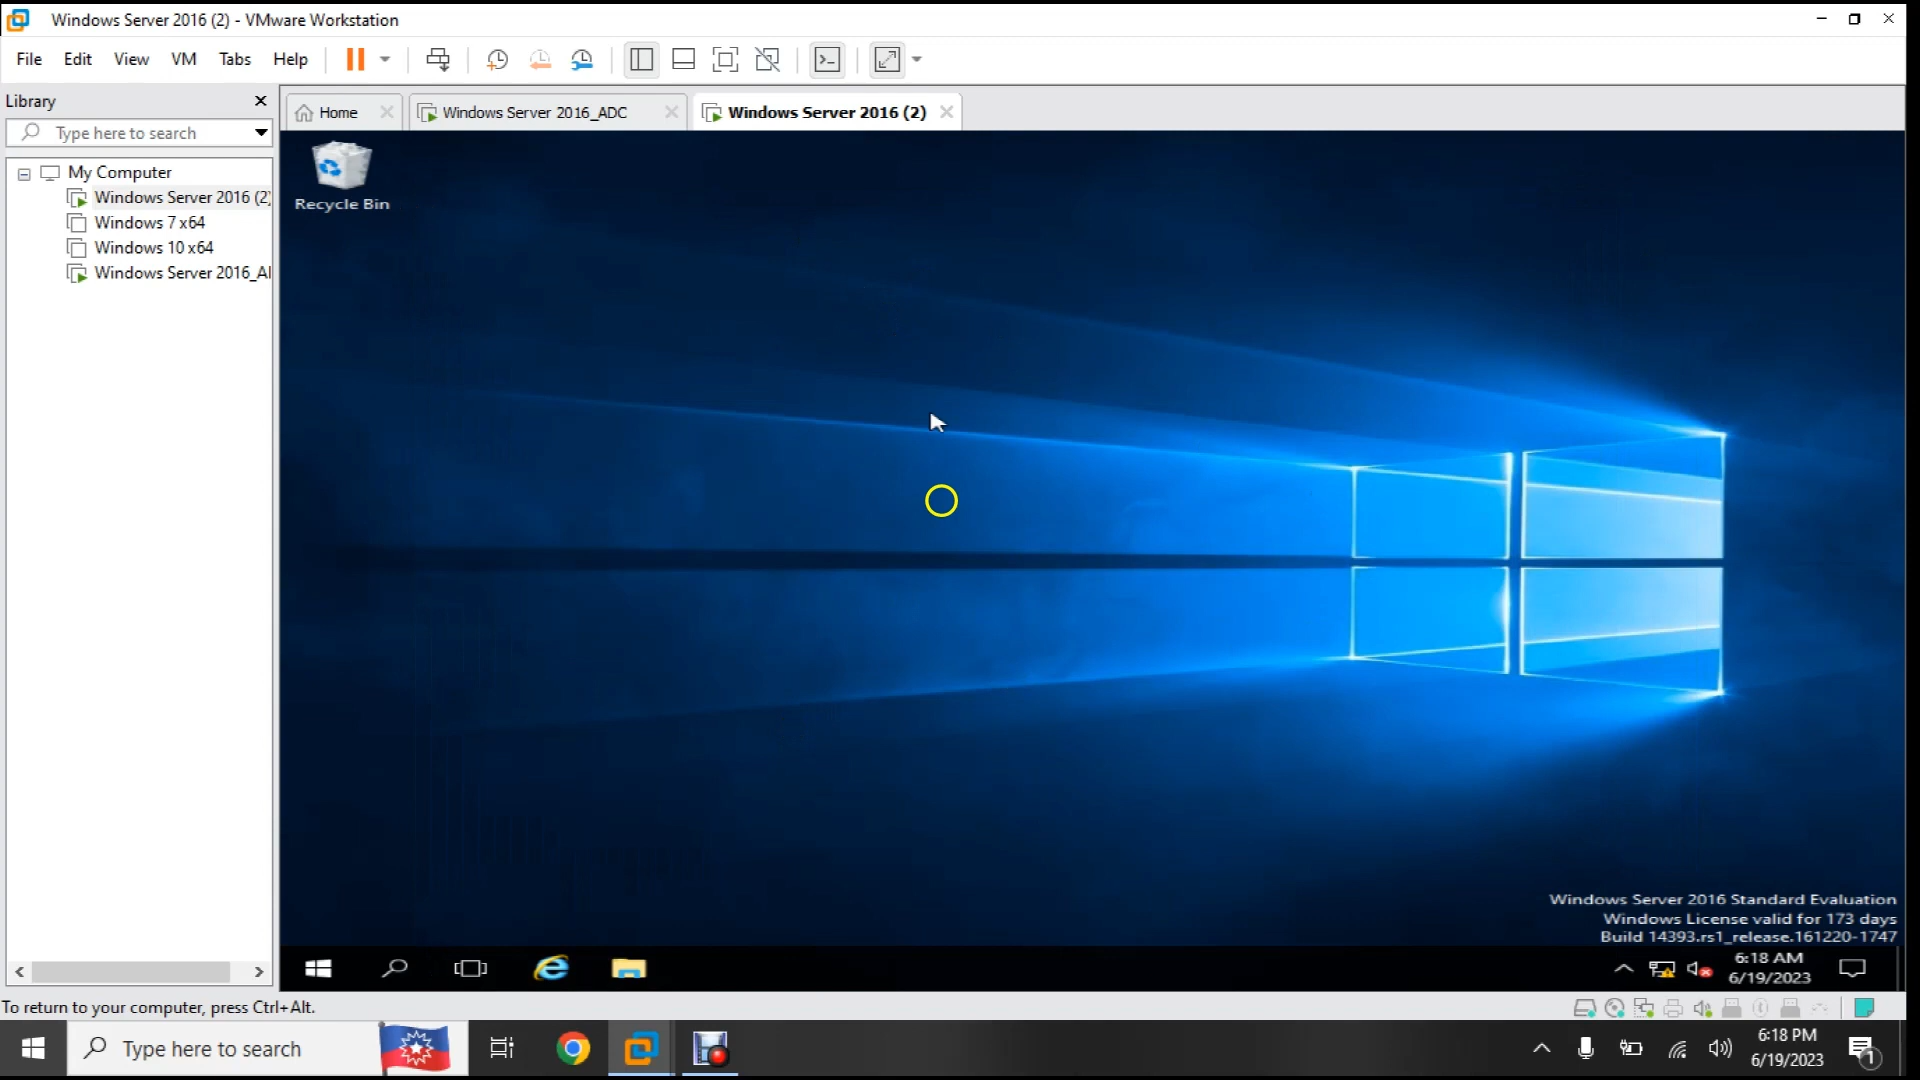 Windows Server 2016 (2) - VMware Workstation
File Edit View VM Tabs Help
Library
Home
Windows Server 2016_ADC
Windows Server 2016 (2)
Type here to search
My Computer
Windows Server 2016 (2)
Windows 7 x64
Windows 10 x64
Windows Server 2016_Al
Recycle Bin
Windows Server 2016 Standard Evaluation
Windows License valid for 173 days
Build 14393.rs1_release.161220-1747
6:18 AM
6/19/2023
To return to your computer, press Ctrl+Alt.
Type here to search
6:18 PM
6/19/2023
1